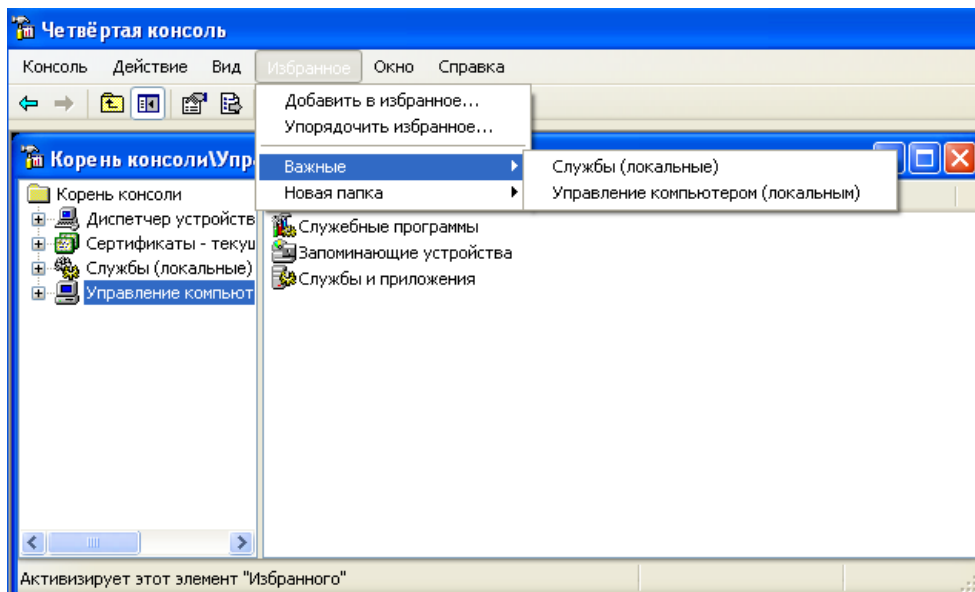 Четвёртая консоль
Консоль Действие Вид Избранное Окно Справка
Добавить в избранное...
Упорядочить избранное...
Важные
Новая папка
Службы (локальные)
Управление компьютером (локальным)
Корень консоли\Упр
Корень консоли
Диспетчер устройств
Сертификаты - текущ
Службы (локальные)
Управление компьют
Служебные программы
Запоминающие устройства
Службы и приложения
Активизирует этот элемент "Избранного"